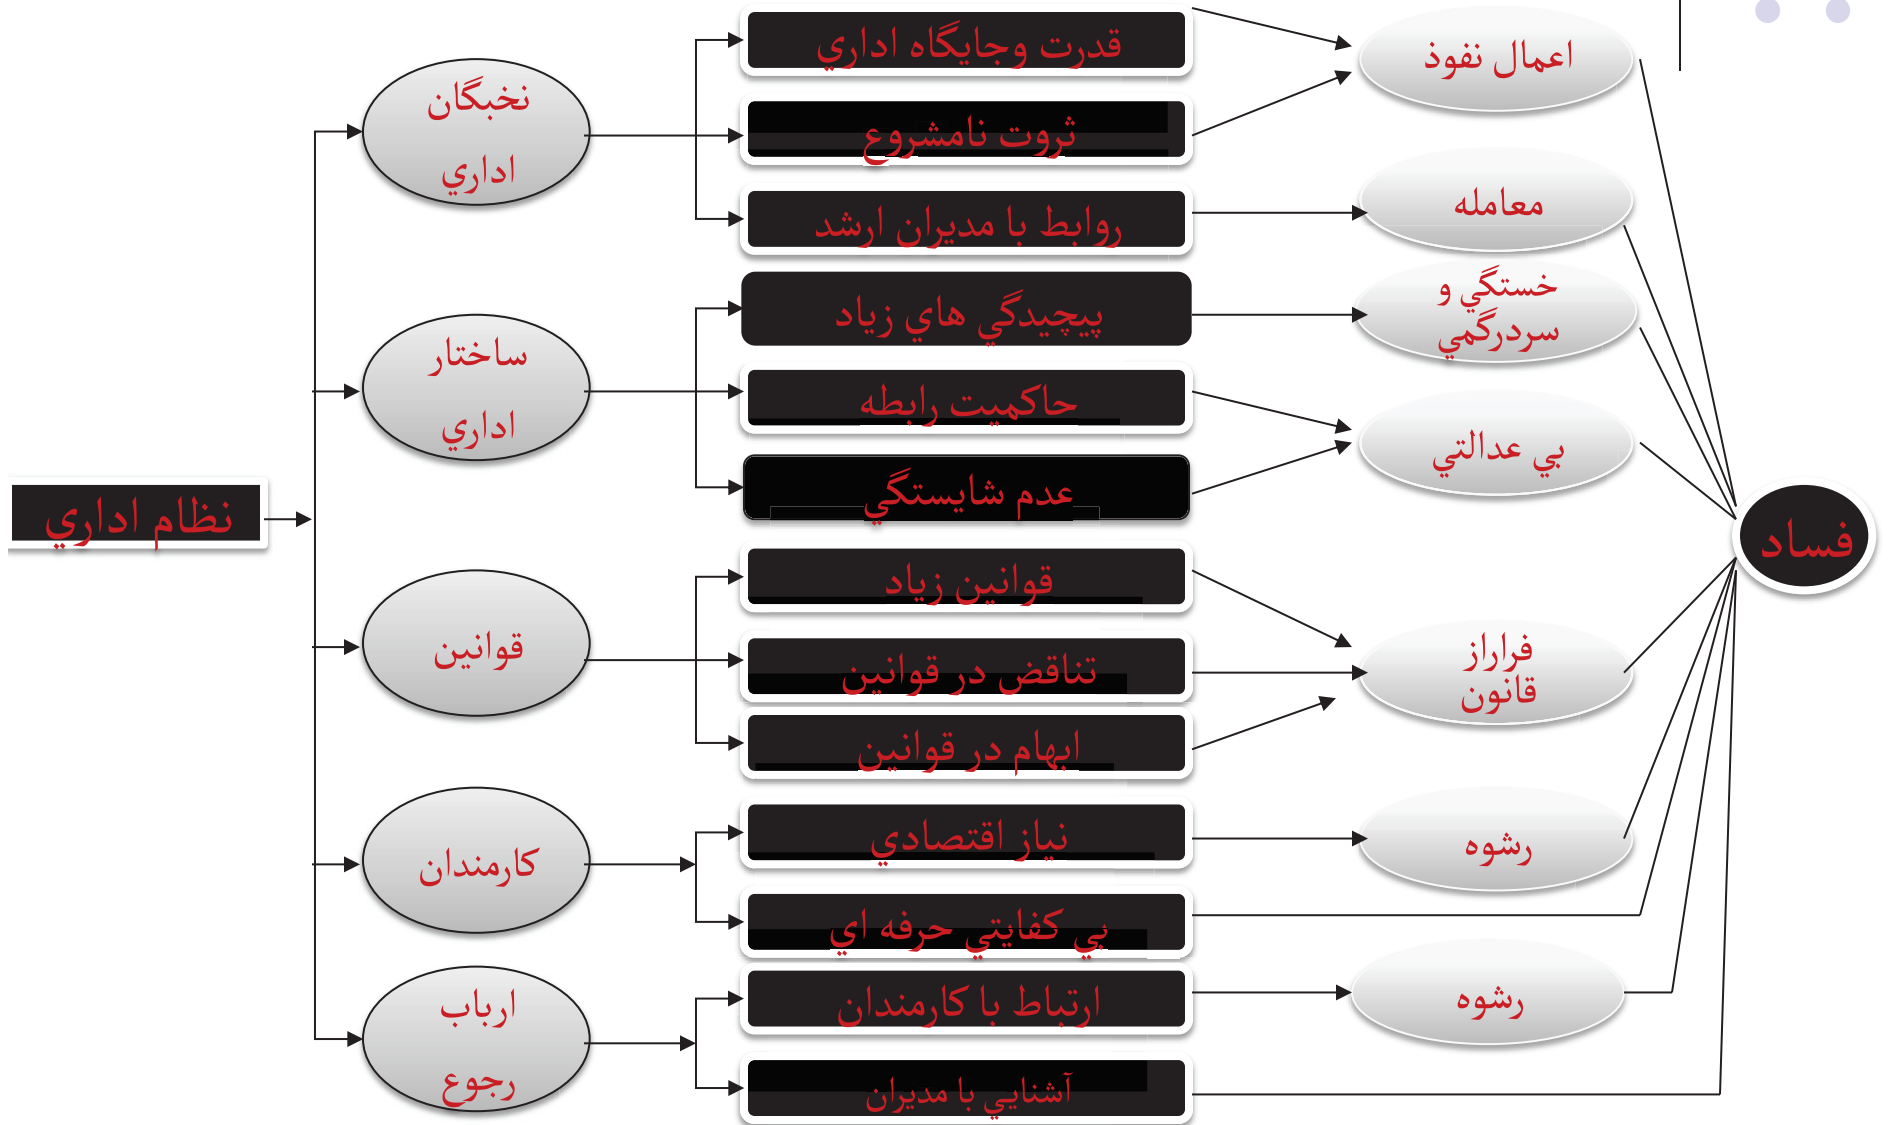 نظام اداري
نخبگان
اداري
ساختار
اداري
قوانين
كارمندان
ارباب
رجوع
قدرت وجايگاه اداري
ثروت نامشروع
روابط با مديران ارشد
پيچيدگي هاي زياد
حاكميت رابطه
عدم شايستگي
قوانين زياد
تناقض در قوانين
ابهام در قوانين
نياز اقتصادي
بي كفايتي حرفه اي
ارتباط با كارمندان
آشنايي با مديران
اعمال نفوذ
معامله
خستگي و
سردرگمي
بي عدالتي
فراراز
قانون
رشوه
رشوه
فساد